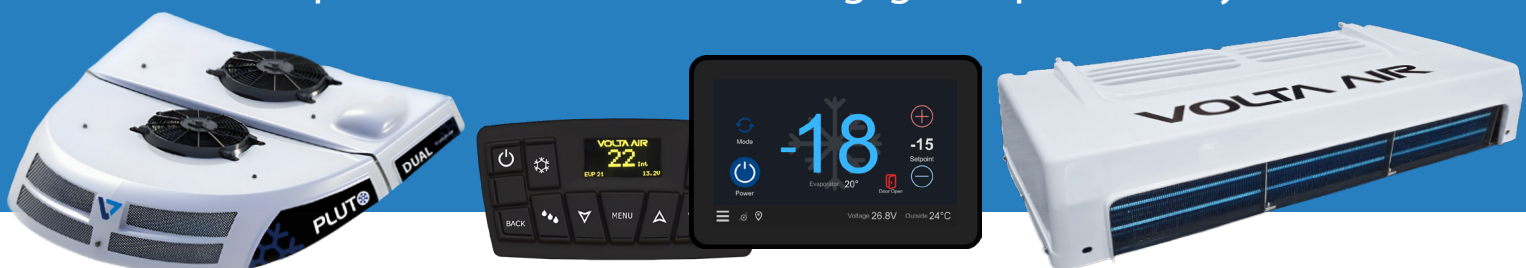 PLUTO
DUAL
VOLTA AIR
22 Int
EUP 21 13.2V
BACK
MENU
Mode
Power
-18
Evaporator 20°
Door Open
-15
Setpoint
Voltage 26.8V Outside 24°C
VOLTA AIR